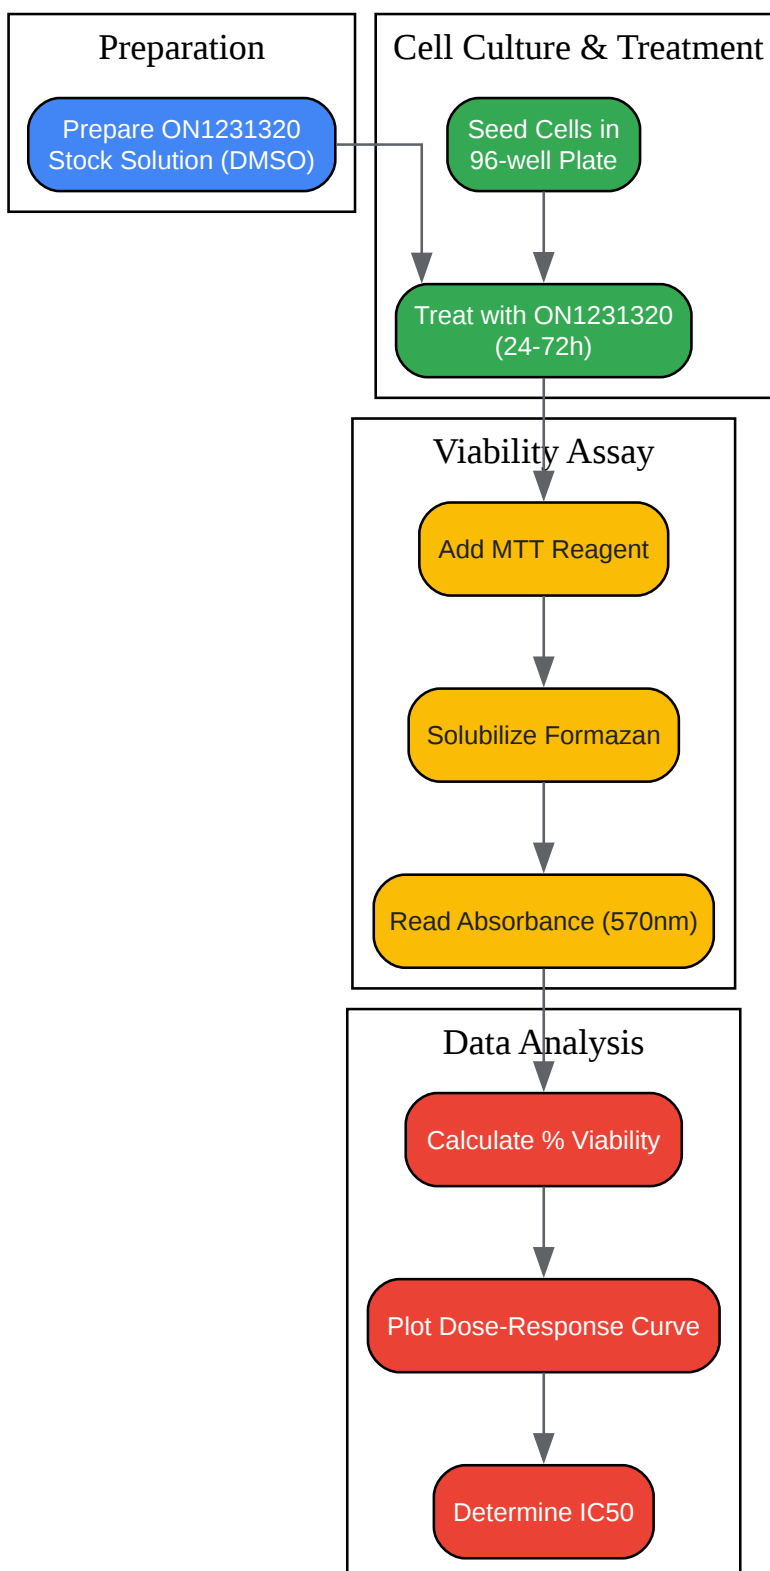 Preparation
Prepare ON1231320
Stock Solution (DMSO)
Cell Culture & Treatment
Seed Cells in
96-well Plate
Treat with ON1231320
(24-72h)
Viability Assay
Add MTT Reagent
Solubilize Formazan
Read Absorbance (570nm)
Data Analysis
Calculate % Viability
Plot Dose-Response Curve
Determine IC50